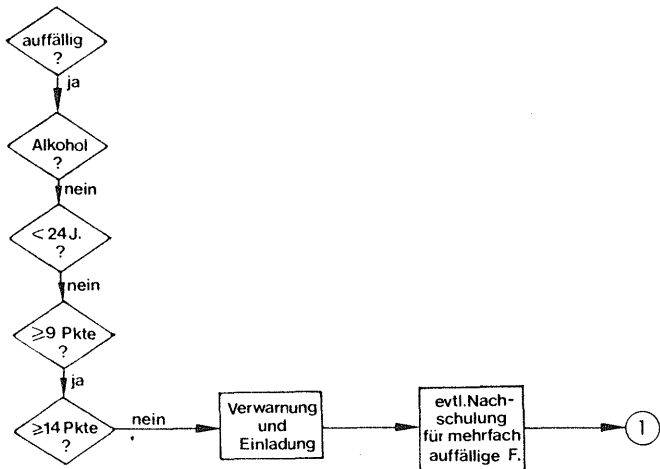 auffällig
?
ja
Alkohol
?
nein
< 24 J.
?
nein
≥9 Pkte
?
ja
≥14 Pkte
?
nein
Verwarnung
und
Einladung
evtl. Nach-
schulung
für mehrfach
auffällige F.
1